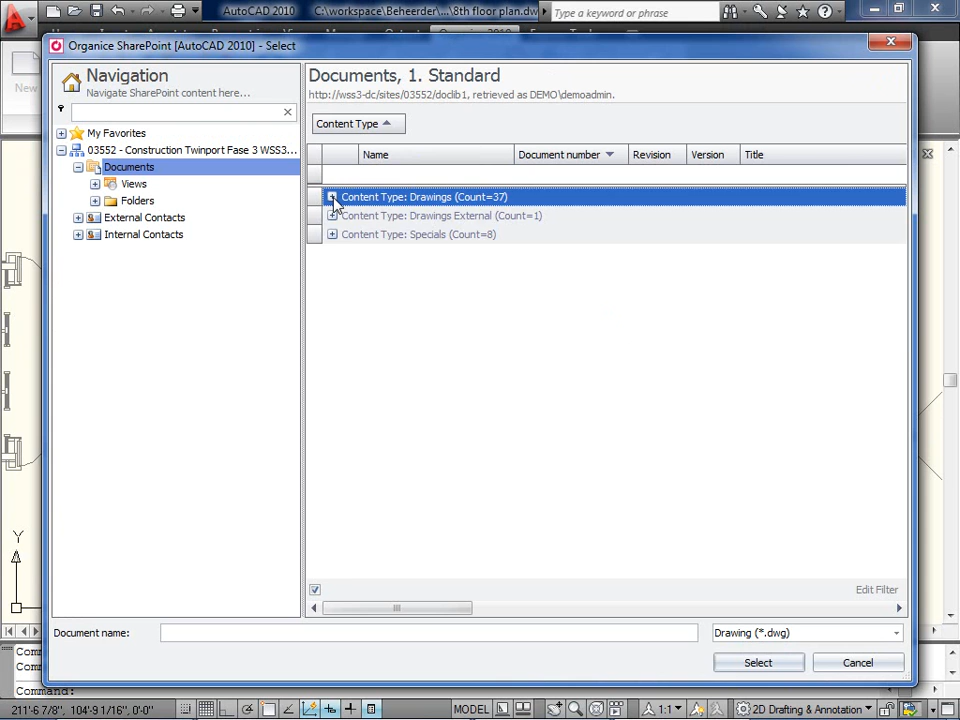 AutoCAD 2010 C:\workspace\Beheerder\...\8th floor plan.dw
Type a keyword or phrase
Organice SharePoint [AutoCAD 2010] - Select
New
Navigation
Navigate SharePoint content here...
My Favorites
03552 - Construction Twinport Fase 3 WSS3...
Documents
Views
Folders
External Contacts
Internal Contacts
Documents, 1. Standard
http://wss3-dc/sites/03552/doclib1, retrieved as DEMO\demoadmin.
Content Type
Name Document number Revision Version Title
Content Type: Drawings (Count=37)
Content Type: Drawings External (Count=1)
Content Type: Specials (Count=8)
Edit Filter
Document name: Drawing (*.dwg)
Select Cancel
Y
Comm
Comm
Command:
211'-6 7/8", 104'-9 1/16", 0'-0" MODEL 1:1 2D Drafting & Annotation